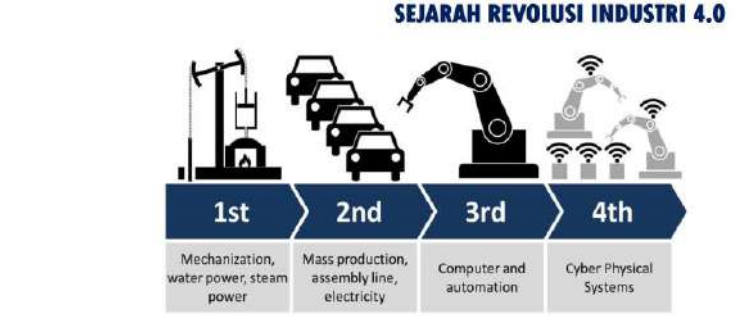 SEJARAH REVOLUSI INDUSTRI 4.0
1st
2nd
3rd
4th
Mechanization,
water power, steam
power
Mass production,
assembly line,
electricity
Computer and
automation
Cyber Physical
Systems